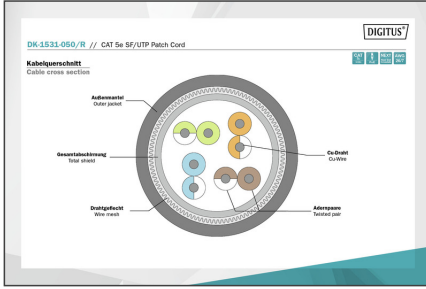 DIGITUS®
DK-1531-050/R // CAT 5e SF/UTP Patch Cord
Kabelquerschnitt
Cable cross section
Außenmantel
Outer jacket
Gesamtabschirmung
Total shield
Drahtgeflecht
Wire mesh
Cu-Draht
Cu-Wire
Adernpaare
Twisted pair